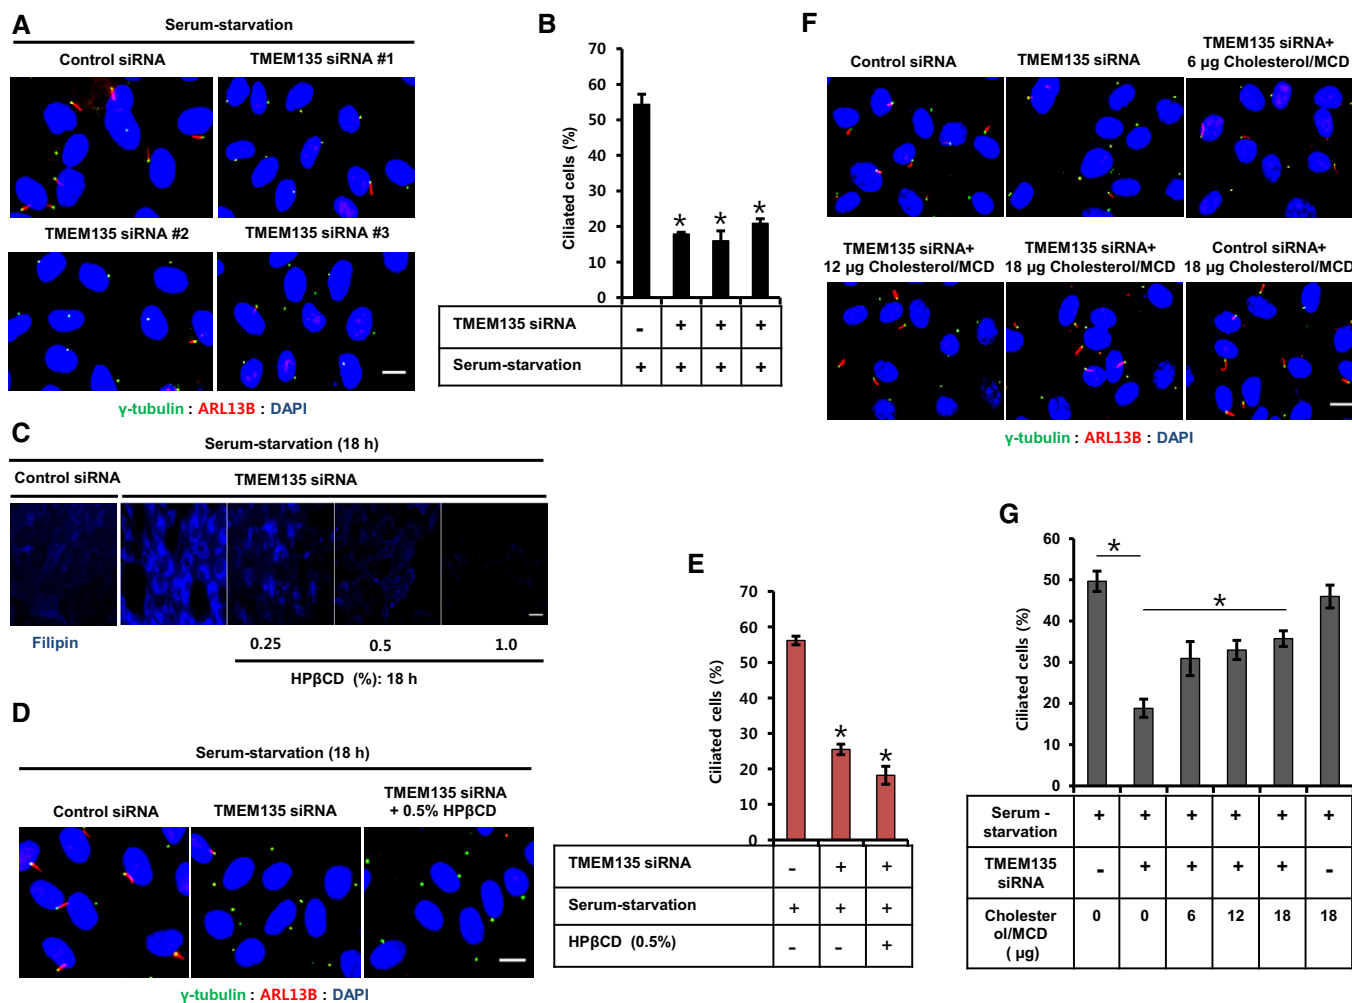 A
Serum-starvation
Control siRNA
TMEM135 siRNA #1
TMEM135 siRNA #2
TMEM135 siRNA #3
γ-tubulin : ARL13B : DAPI
B
Ciliated cells (%)
70
60
50
40
30
20
10
0
* * *
TMEM135 siRNA - + + +
Serum-starvation + + + +
C
Serum-starvation (18 h)
Control siRNA
TMEM135 siRNA
Filipin
0.25 0.5 1.0
HPβCD (%): 18 h
D
Serum-starvation (18 h)
Control siRNA
TMEM135 siRNA
TMEM135 siRNA
+ 0.5% HPβCD
γ-tubulin : ARL13B : DAPI
E
Ciliated cells (%)
70
60
50
40
30
20
10
0
* *
TMEM135 siRNA - + +
Serum-starvation + + +
HPβCD (0.5%) - - +
F
Control siRNA
TMEM135 siRNA
TMEM135 siRNA+
6 μg Cholesterol/MCD
TMEM135 siRNA+
12 μg Cholesterol/MCD
TMEM135 siRNA+
18 μg Cholesterol/MCD
Control siRNA+
18 μg Cholesterol/MCD
γ-tubulin : ARL13B : DAPI
G
Ciliated cells (%)
60
50
40
30
20
10
0
* *
Serum -
starvation
+ + + + + +
TMEM135
siRNA
- + + + + -
Cholester
ol/MCD
( μg)
0 0 6 12 18 18